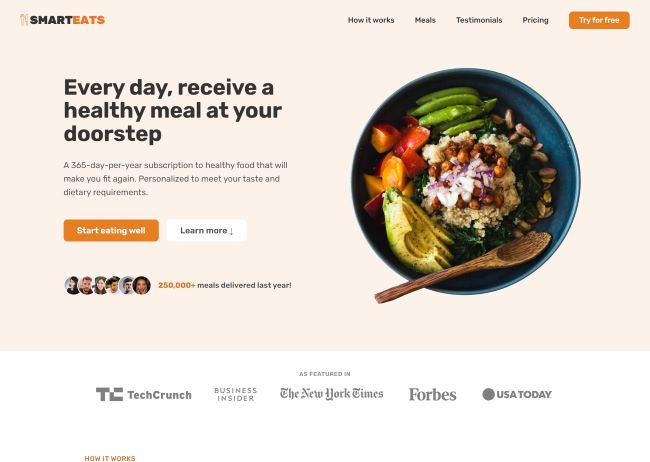 SMARTEATS
How it works
Meals
Testimonials
Pricing
Try for free
Every day, receive a
healthy meal at your
doorstep
A 365-day-per-year subscription to healthy food that will
make you fit again. Personalized to meet your taste and
dietary requirements.
Start eating well
Learn more ↓
250,000+ meals delivered last year!
AS FEATURED IN
TechCrunch
BUSINESS
INSIDER
The New York Times
Forbes
USA TODAY
HOW IT WORKS